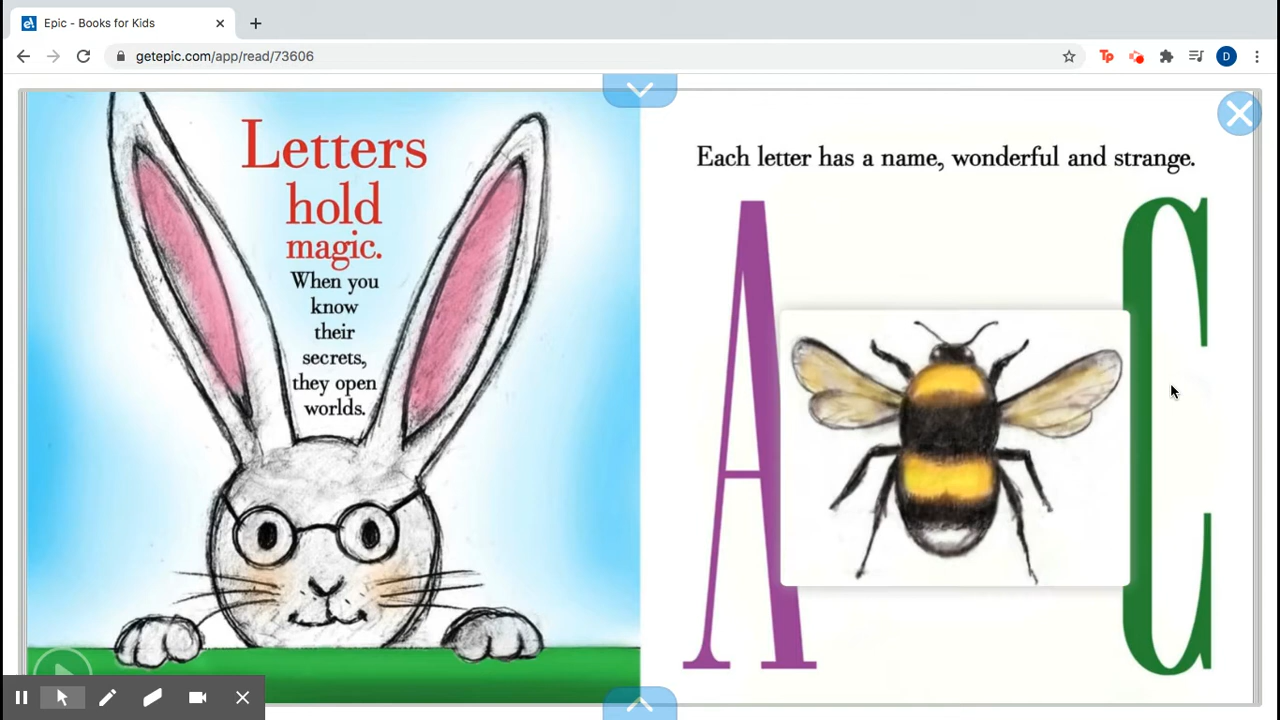 Epic - Books for Kids
getepic.com/app/read/73606
Tp
D
Letters
hold
magic.
When you
know
their
secrets,
they open
worlds.
Each letter has a name, wonderful and strange.
A C